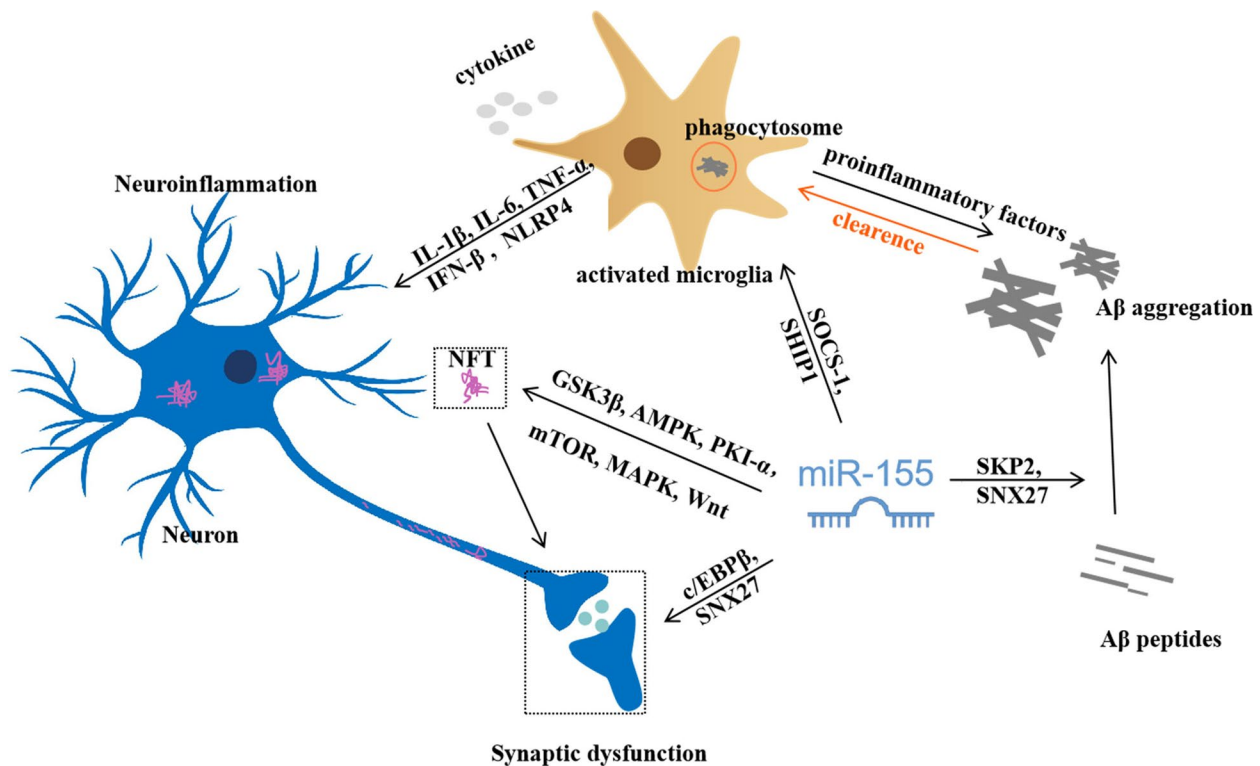 cytokine
phagocytosome
Neuroinflammation
IL-1β, IL-6, TNF-α,
IFN-β , NLRP4
proinflammatory factors
clearence
activated microglia
Aβ aggregation
SOCS-1,
SHIP1
NFT
GSK3β, AMPK, PKI-α,
mTOR, MAPK, Wnt
miR-155
SKP2,
SNX27
Neuron
c/EBPβ,
SNX27
Aβ peptides
Synaptic dysfunction